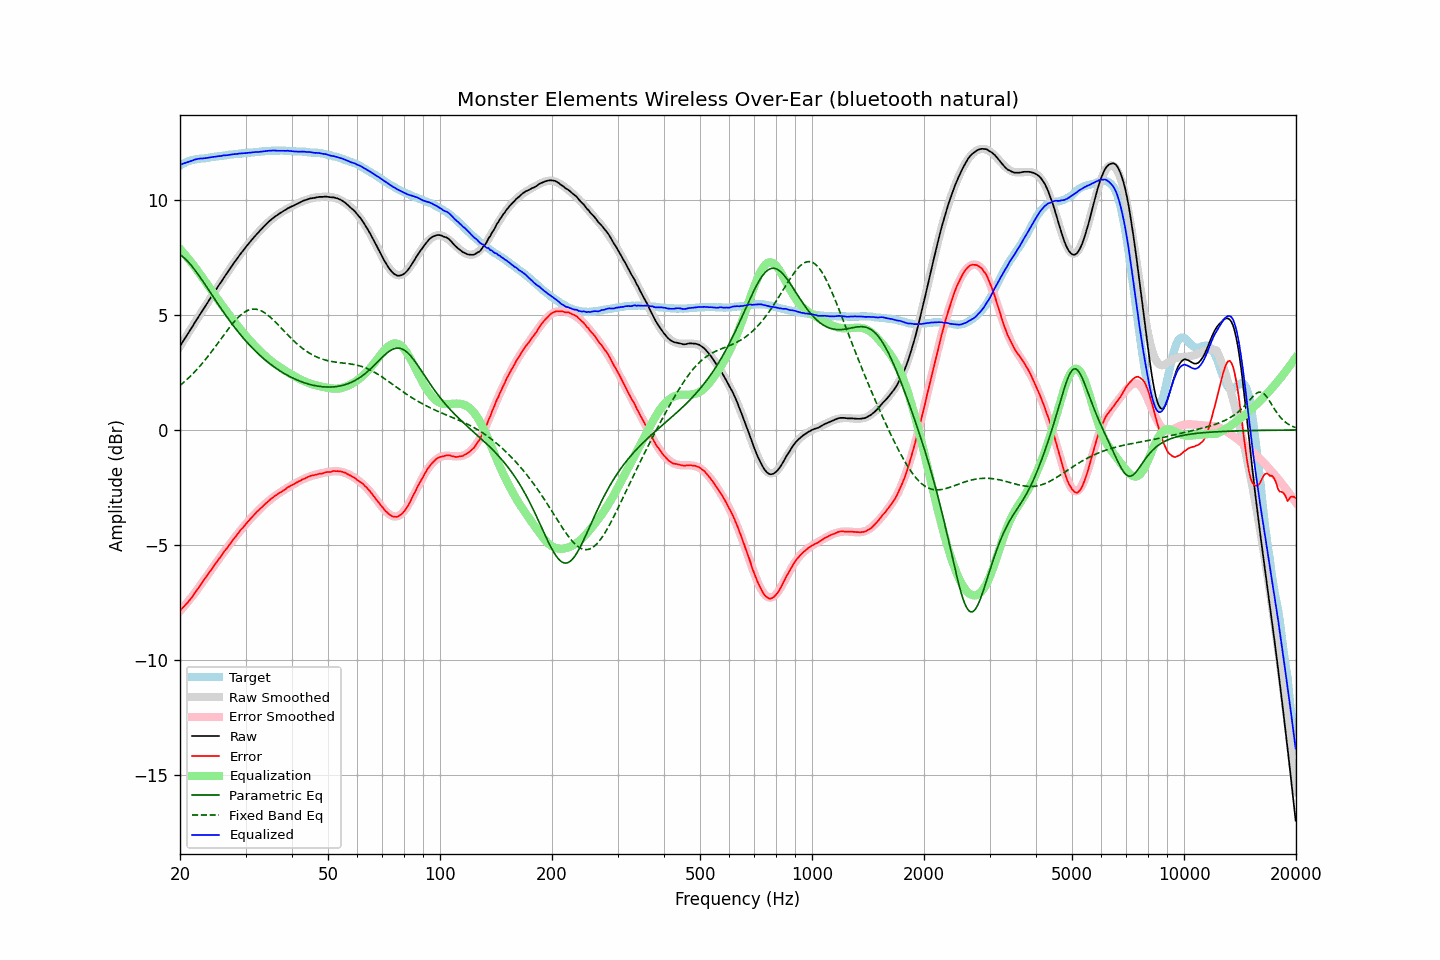 Monster Elements Wireless Over-Ear (bluetooth natural)
Amplitude (dBr)
10
5
0
−5
−10
−15
Target
Raw Smoothed
Error Smoothed
Raw
Error
Equalization
Parametric Eq
Fixed Band Eq
Equalized
20 50 100 200 500 1000 2000 5000 10000 20000
Frequency (Hz)